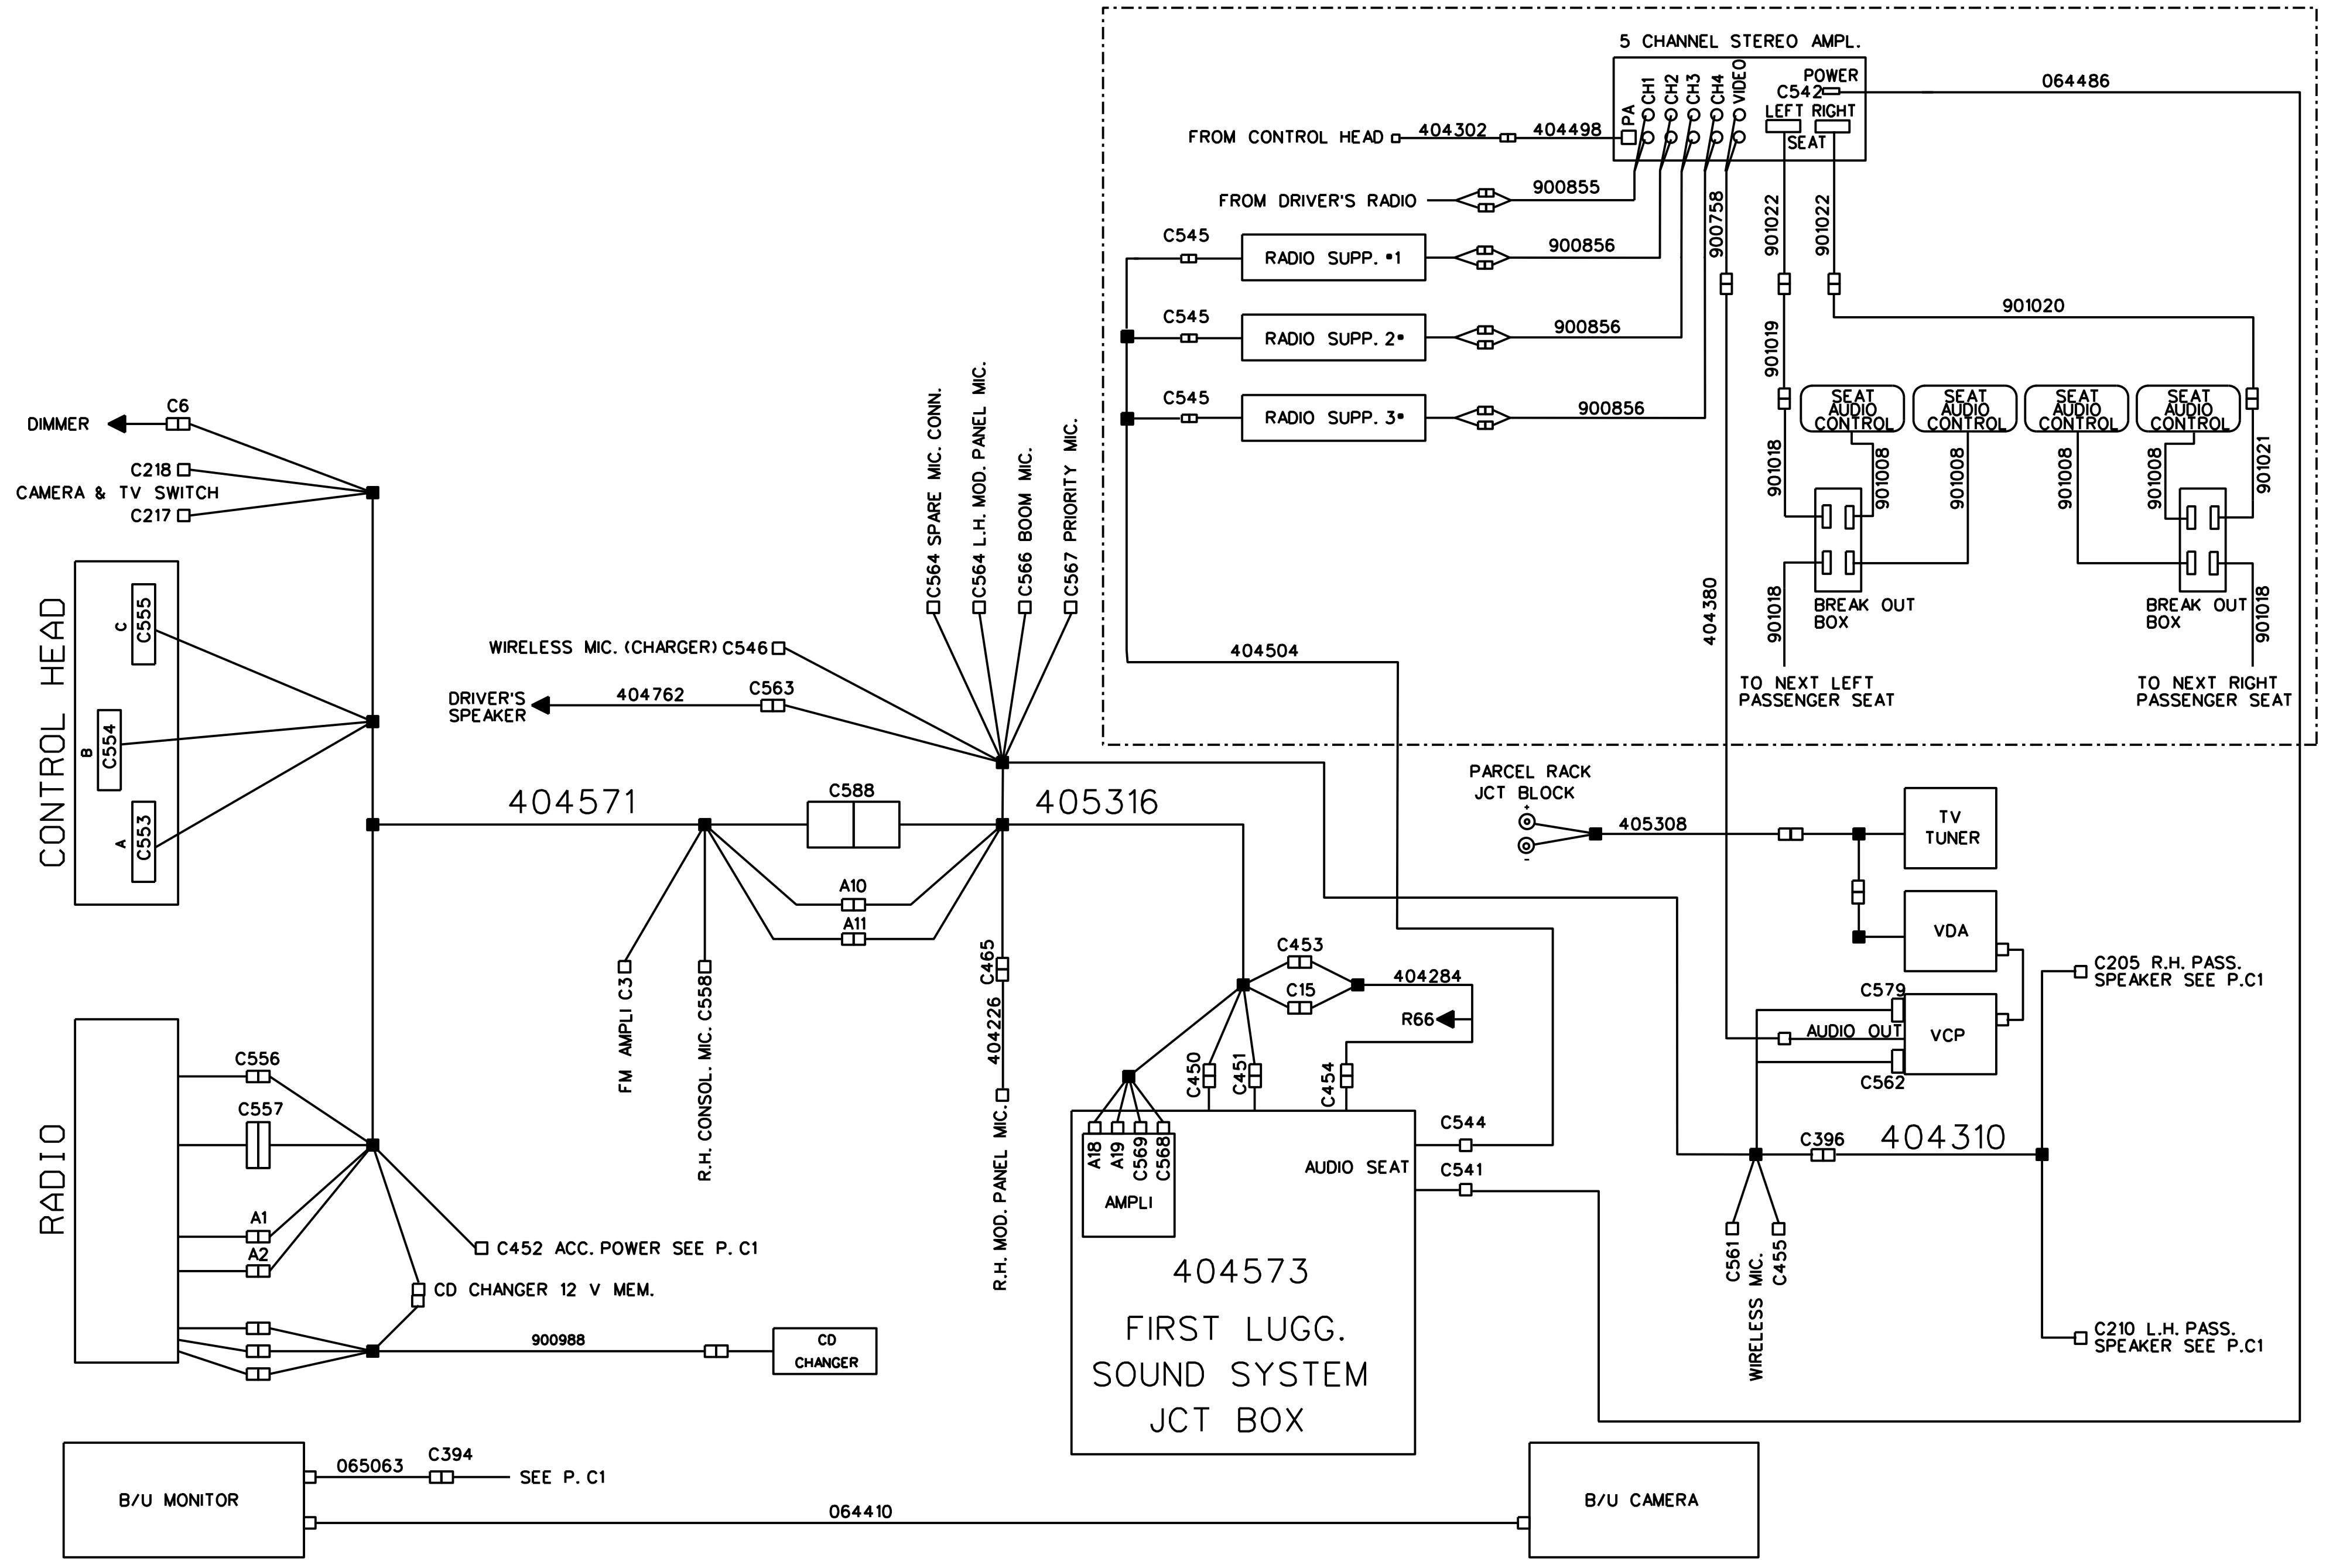 5 CHANNEL STEREO AMPL.
PA
CH1
CH2
CH3
CH4
VIDEO
POWER
C542
LEFT RIGHT
SEAT
064486
FROM CONTROL HEAD
404302
404498
FROM DRIVER'S RADIO
900855
C545
RADIO SUPP. •1
900856
C545
RADIO SUPP. 2•
900856
C545
RADIO SUPP. 3•
900856
900758
901022
901022
901020
901019
SEAT
AUDIO
CONTROL
SEAT
AUDIO
CONTROL
SEAT
AUDIO
CONTROL
SEAT
AUDIO
CONTROL
901018
901008
901008
901008
901008
901021
BREAK OUT
BOX
BREAK OUT
BOX
901018
901018
TO NEXT LEFT
PASSENGER SEAT
TO NEXT RIGHT
PASSENGER SEAT
404380
404504
DIMMER
C6
C218
CAMERA & TV SWITCH
C217
CONTROL HEAD
C
C555
B
C554
A
C553
C564 SPARE MIC. CONN.
C564 L.H. MOD. PANEL MIC.
C566 BOOM MIC.
C567 PRIORITY MIC.
WIRELESS MIC. (CHARGER) C546
DRIVER'S
SPEAKER
404762
C563
404571
C588
405316
A10
A11
FM AMPLI C3
R.H. CONSOL. MIC. C558
C465
404226
R.H. MOD. PANEL MIC.
PARCEL RACK
JCT BLOCK
+
-
405308
TV
TUNER
VDA
C579
AUDIO OUT
VCP
C562
C205 R.H. PASS.
SPEAKER SEE P.C1
C396
404310
C561
WIRELESS MIC.
C455
C210 L.H. PASS.
SPEAKER SEE P.C1
C453
C15
404284
R66
C450
C451
C454
A18
A19
C569
C568
AMPLI
AUDIO SEAT
C544
C541
404573
FIRST LUGG.
SOUND SYSTEM
JCT BOX
RADIO
C556
C557
A1
A2
C452 ACC. POWER SEE P. C1
CD CHANGER 12 V MEM.
900988
CD
CHANGER
B/U MONITOR
065063
C394
SEE P. C1
064410
B/U CAMERA